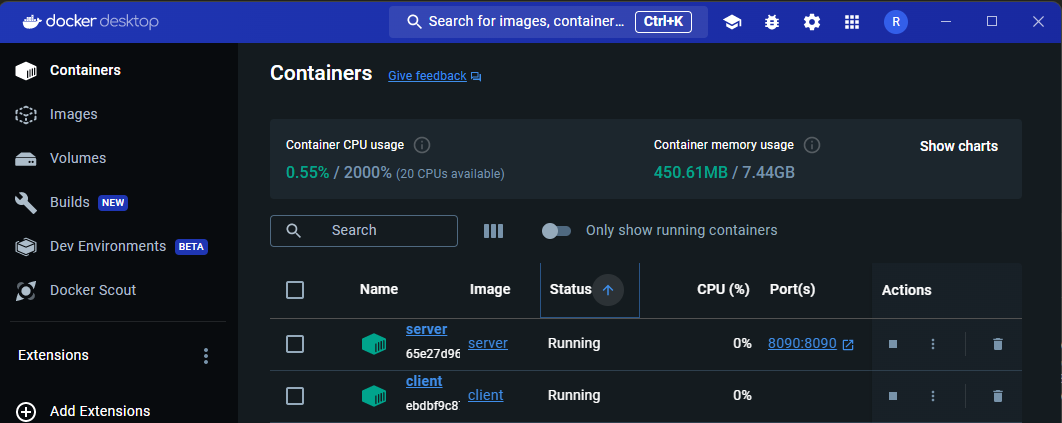 docker desktop
Search for images, container...
Ctrl+K
R
Containers
Images
Volumes
Builds NEW
Dev Environments BETA
Docker Scout
Extensions
Add Extensions
Containers Give feedback
Container CPU usage
0.55% / 2000% (20 CPUs available)
Container memory usage
450.61MB / 7.44GB
Show charts
Search
Only show running containers
Name Image Status CPU (%) Port(s) Actions
server
65e27d96
server Running 0% 8090:8090
client
ebdbf9c8
client Running 0%